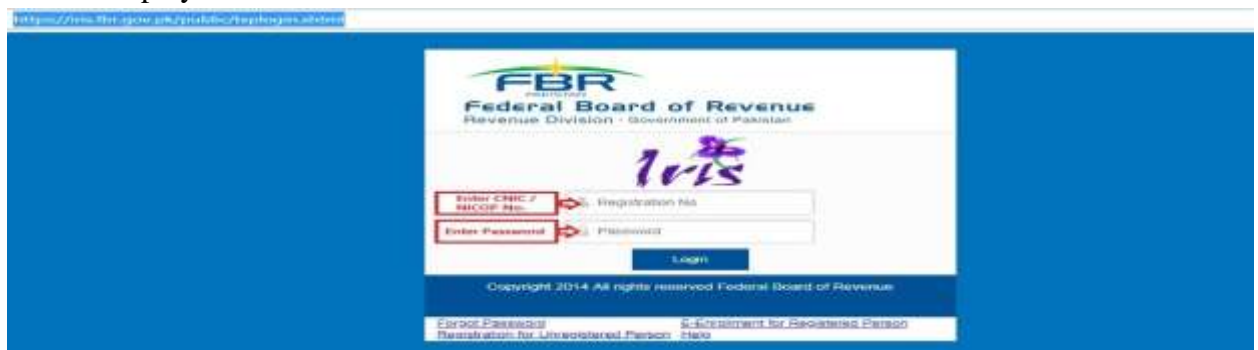 https://iris.fbr.gov.pk/public/txplogin.xhtml
FBR
PAKISTAN
Federal Board of Revenue
Revenue Division - Government of Pakistan
Iris
Enter CNIC /
NICOP No.
Registration No
Enter Password
Password
Login
Copyright 2014 All rights reserved Federal Board of Revenue
Forgot Password E-Enrolment for Registered Person
Registration for Unregistered Person Help